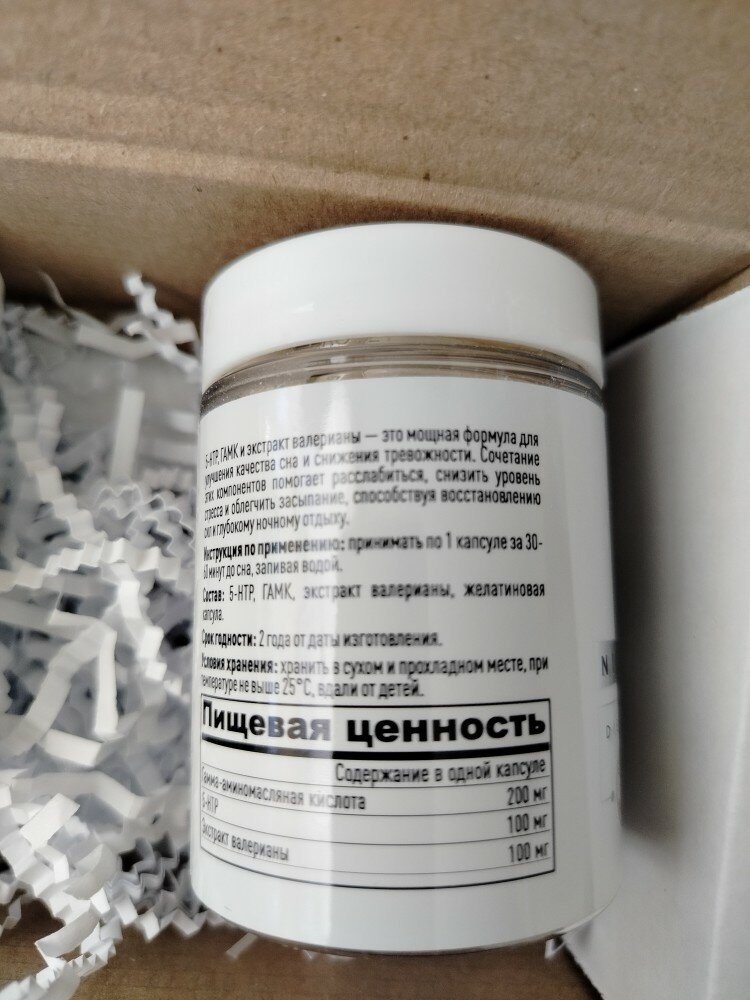 5-HTP, ГАМК и экстракт валерианы — это мощная формула для
улучшения качества сна и снижения тревожности. Сочетание
этих компонентов помогает расслабиться, снизить уровень
стресса и облегчить засыпание, способствуя восстановлению
сил и глубокому ночному отдыху.
Инструкция по применению: принимать по 1 капсуле за 30-
60 минут до сна, запивая водой.
Состав: 5-HTP, ГАМК, экстракт валерианы, желатиновая
капсула.
Срок годности: 2 года от даты изготовления.
Условия хранения: хранить в сухом и прохладном месте, при
температуре не выше 25°C, вдали от детей.
Пищевая ценность
Содержание в одной капсуле
Гамма-аминомасляная кислота 200 мг
5-HTP 100 мг
Экстракт валерианы 100 мг